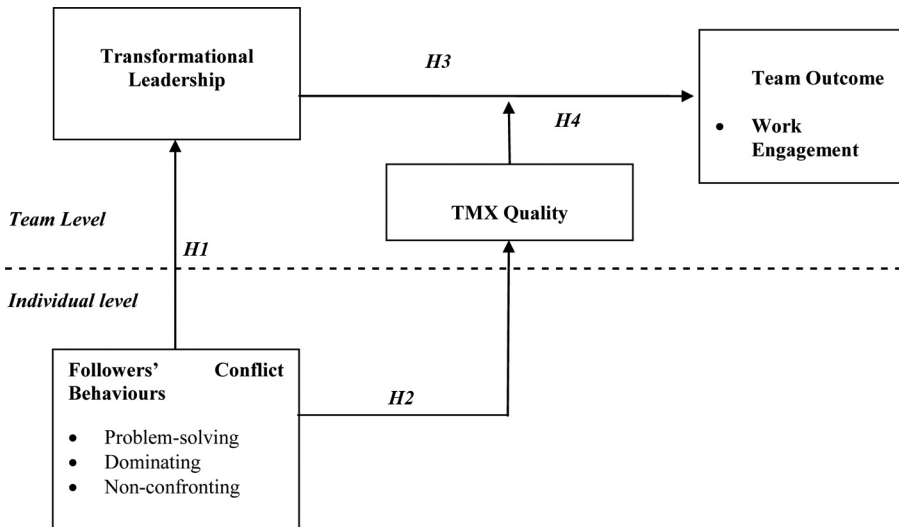 Transformational
Leadership
H3
Team Outcome
• Work
Engagement
H4
TMX Quality
Team Level
H1
Individual level
Followers' Conflict
Behaviours
• Problem-solving
• Dominating
• Non-confronting
H2